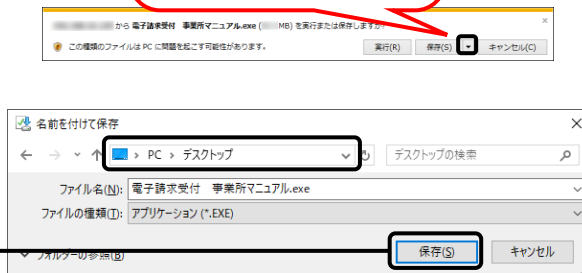 から 電子請求受付　事業所マニュアル.exe ( MB) を実行または保存しますか?
この種類のファイルは PC に問題を起こす可能性があります。
実行(R) 保存(S) キャンセル(C)
名前を付けて保存
PC > デスクトップ デスクトップの検索
ファイル名(N): 電子請求受付　事業所マニュアル.exe
ファイルの種類(T): アプリケーション (*.EXE)
フォルダーの参照(B) 保存(S) キャンセル